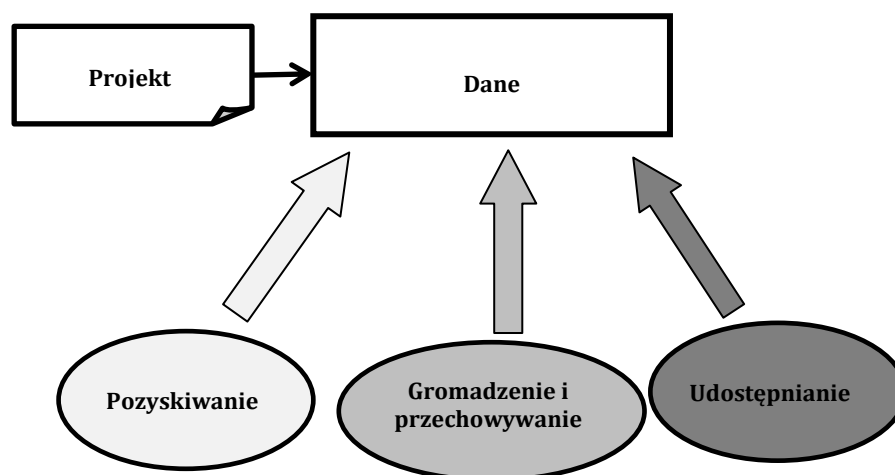 Projekt
Dane
Pozyskiwanie
Gromadzenie i
przechowywanie
Udostępnianie